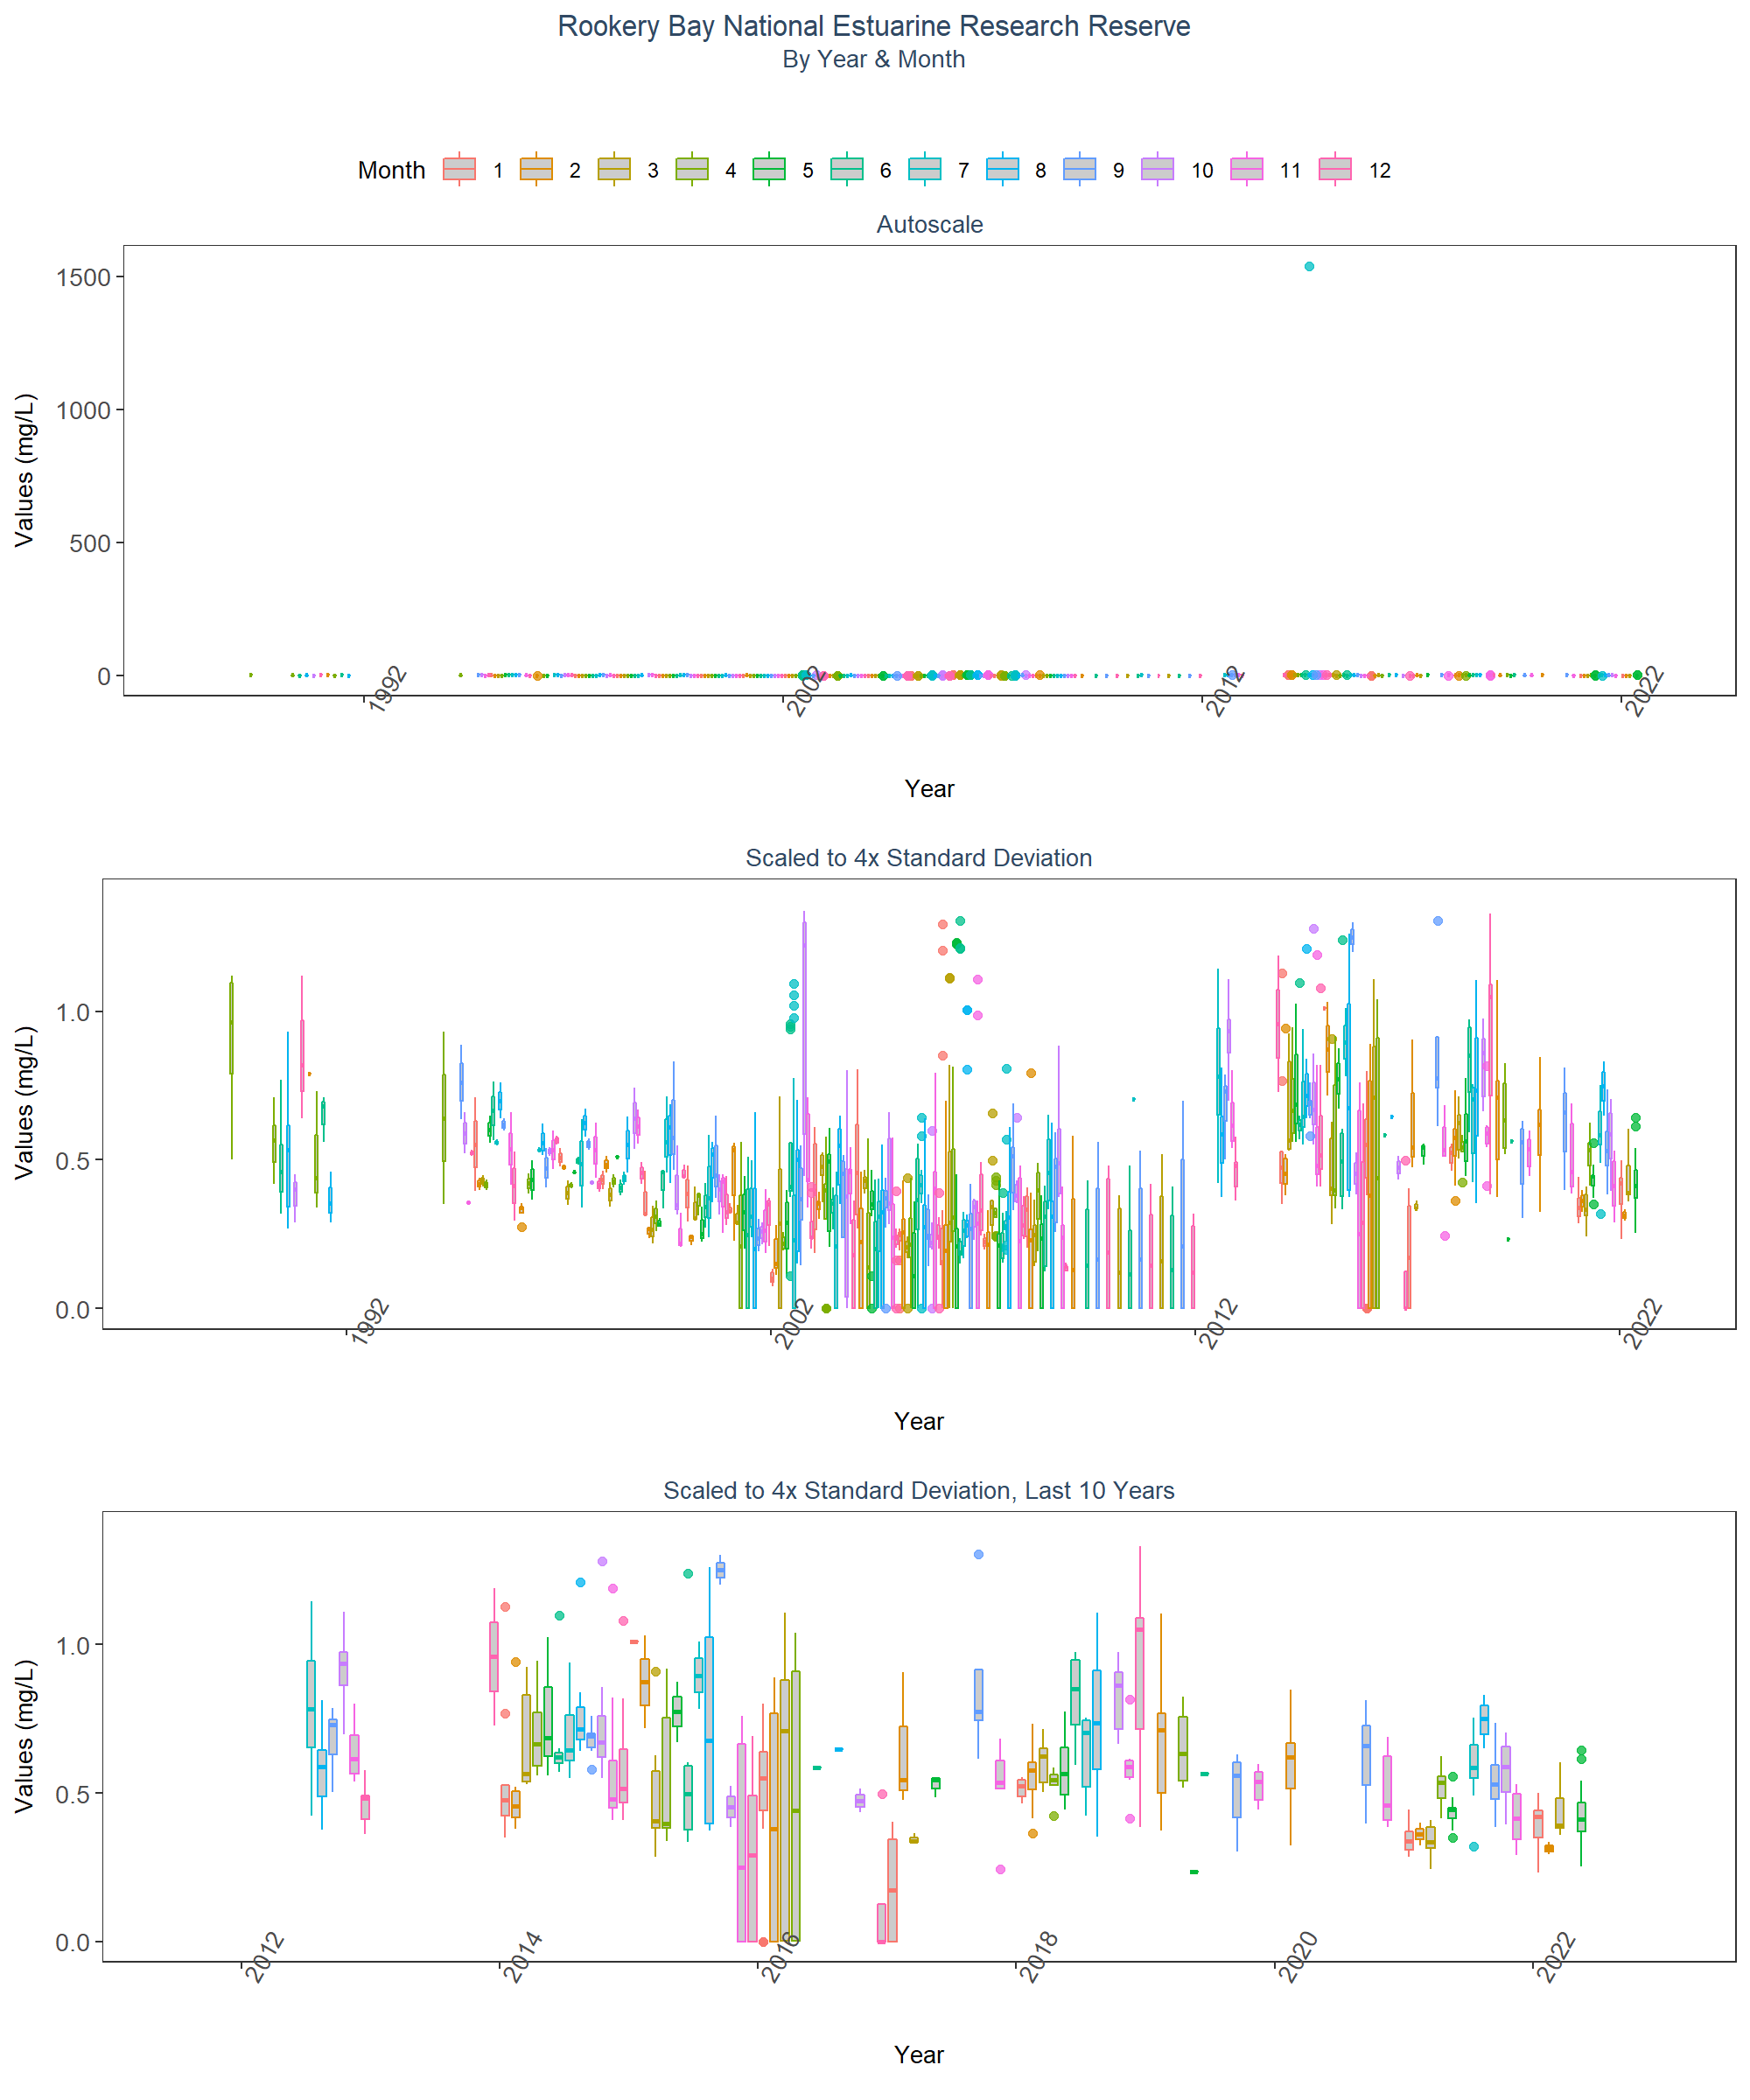 Rookery Bay National Estuarine Research Reserve
By Year & Month
Month 1 2 3 4 5 6 7 8 9 10 11 12
Autoscale
1500
1000
500
0
Values (mg/L)
1992 2002 2012 2022
Year
Scaled to 4x Standard Deviation
1.0
0.5
0.0
Values (mg/L)
1992 2002 2012 2022
Year
Scaled to 4x Standard Deviation, Last 10 Years
1.0
0.5
0.0
Values (mg/L)
2012 2014 2016 2018 2020 2022
Year